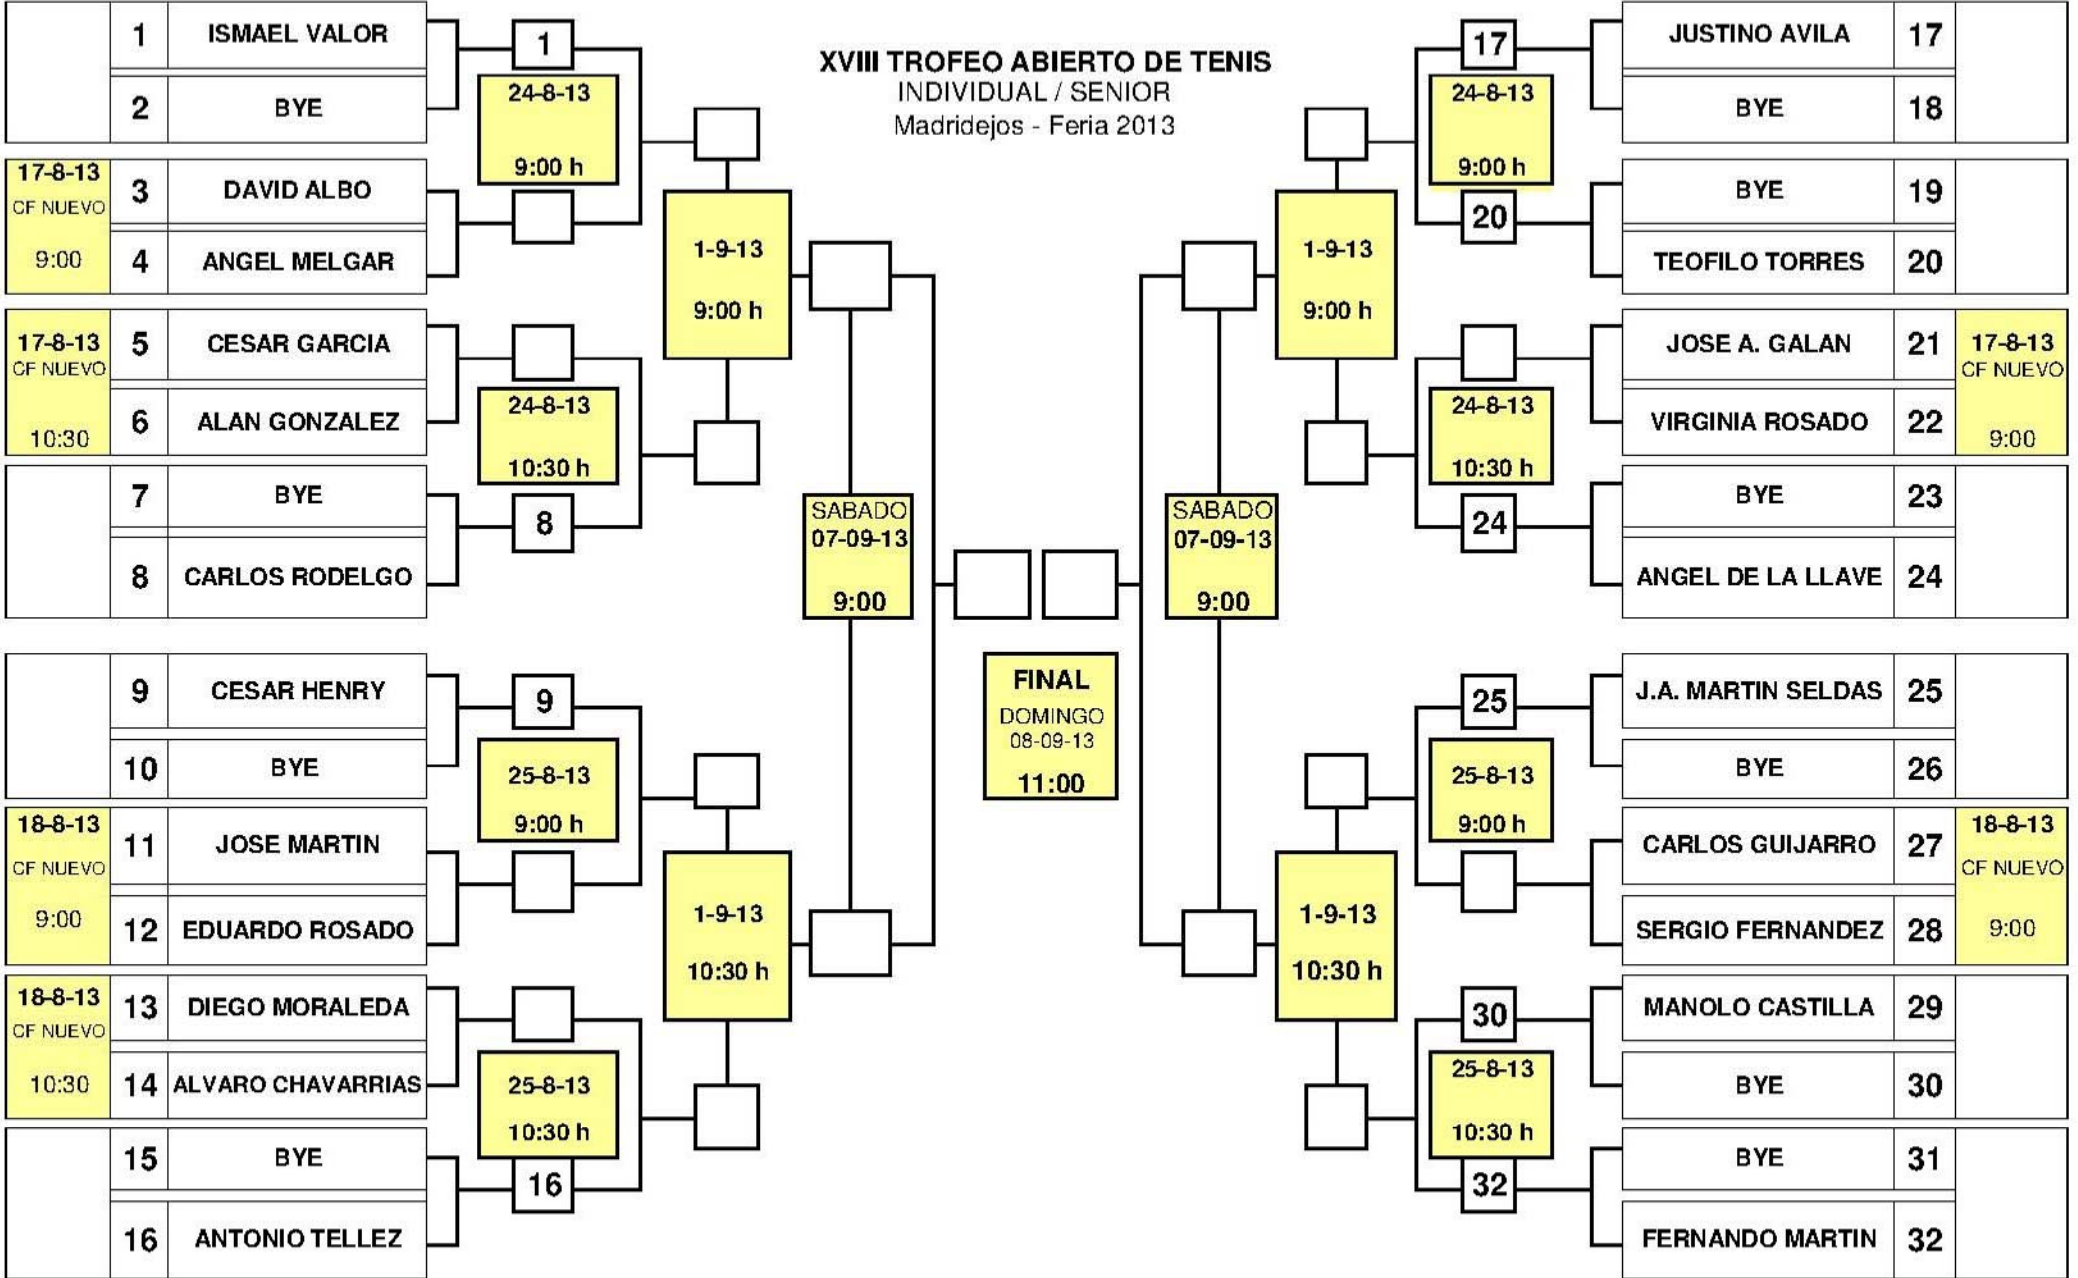 XVIII TROFEO ABIERTO DE TENIS
INDIVIDUAL / SENIOR
Madridejos - Feria 2013
1 ISMAEL VALOR
2 BYE
17-8-13
CF NUEVO
9:00
3 DAVID ALBO
4 ANGEL MELGAR
17-8-13
CF NUEVO
10:30
5 CESAR GARCIA
6 ALAN GONZALEZ
7 BYE
8 CARLOS RODELGO
9 CESAR HENRY
10 BYE
18-8-13
CF NUEVO
9:00
11 JOSE MARTIN
12 EDUARDO ROSADO
18-8-13
CF NUEVO
10:30
13 DIEGO MORALEDA
14 ALVARO CHAVARRIAS
15 BYE
16 ANTONIO TELLEZ
1
24-8-13
9:00 h
24-8-13
10:30 h
8
9
25-8-13
9:00 h
25-8-13
10:30 h
16
1-9-13
9:00 h
1-9-13
10:30 h
SABADO
07-09-13
9:00
FINAL
DOMINGO
08-09-13
11:00
SABADO
07-09-13
9:00
1-9-13
9:00 h
1-9-13
10:30 h
17
24-8-13
9:00 h
20
24-8-13
10:30 h
24
25
25-8-13
9:00 h
30
25-8-13
10:30 h
32
JUSTINO AVILA 17
BYE 18
BYE 19
TEOFILO TORRES 20
JOSE A. GALAN 21
VIRGINIA ROSADO 22
17-8-13
CF NUEVO
9:00
BYE 23
ANGEL DE LA LLAVE 24
J.A. MARTIN SELDAS 25
BYE 26
CARLOS GUIJARRO 27
SERGIO FERNANDEZ 28
18-8-13
CF NUEVO
9:00
MANOLO CASTILLA 29
BYE 30
BYE 31
FERNANDO MARTIN 32